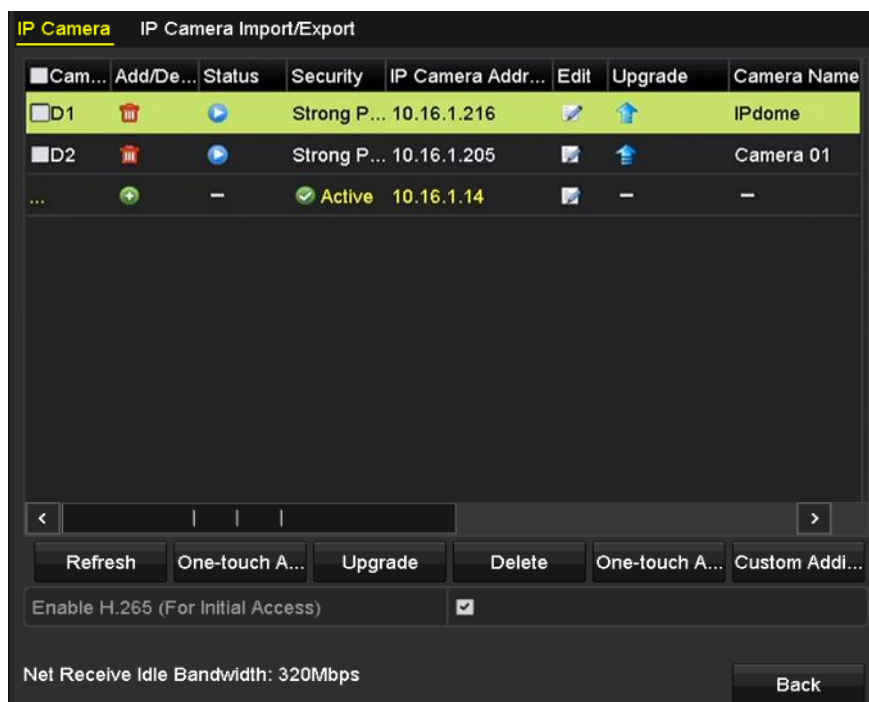 IP Camera IP Camera Import/Export
Cam... Add/De... Status Security IP Camera Addr... Edit Upgrade Camera Name
D1 Strong P... 10.16.1.216 IPdome
D2 Strong P... 10.16.1.205 Camera 01
... – Active 10.16.1.14 – –
Refresh One-touch A... Upgrade Delete One-touch A... Custom Addi...
Enable H.265 (For Initial Access)
Net Receive Idle Bandwidth: 320Mbps
Back